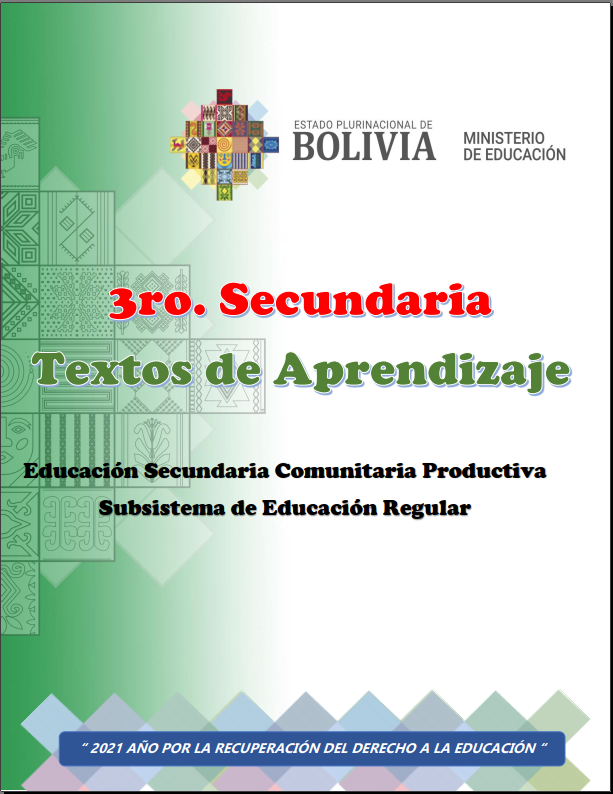 ESTADO PLURINACIONAL DE
BOLIVIA
MINISTERIO
DE EDUCACIÓN
3ro. Secundaria
Textos de Aprendizaje
Educación Secundaria Comunitaria Productiva
Subsistema de Educación Regular
“ 2021 AÑO POR LA RECUPERACIÓN DEL DERECHO A LA EDUCACIÓN “